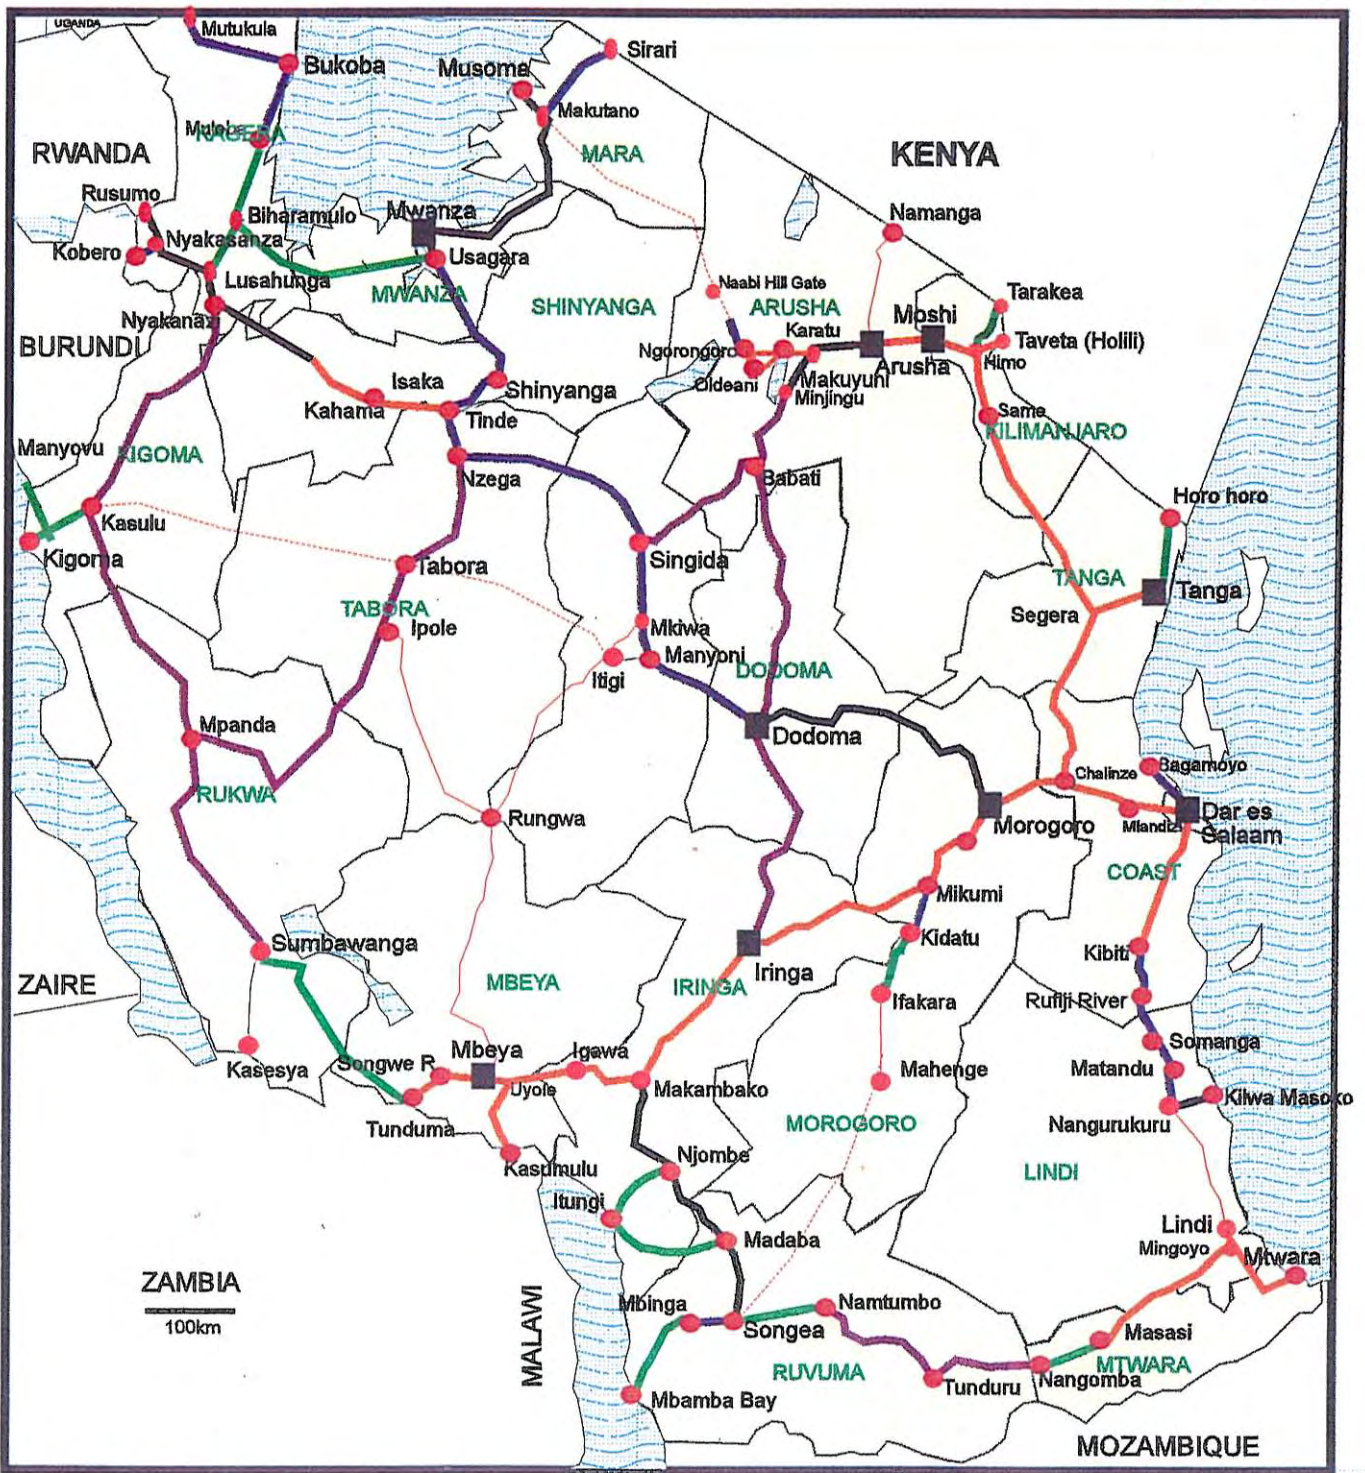 UGANDA
Mutukula
Bukoba
Musoma
Sirari
Makutano
KAGERA
MARA
RWANDA
KENYA
Rusumo
Biharamulo
Mwanza
Namanga
Nyakasanza
Kobero
Usagara
Lusahunga
MWANZA
Naabi Hill Gate
Tarakea
SHINYANGA
ARUSHA
Nyakanazi
Moshi
Karatu
BURUNDI
Ngorongoro
Taveta (Holili)
Arusha
Himo
Oldeani
Makuyuni
Isaka
Shinyanga
Minjingu
Kahama
Tinde
Same
KILIMANJARO
Manyovu
KIGOMA
Nzega
Babati
Horo horo
Kasulu
Kigoma
Singida
Tabora
TANGA
Tanga
TABORA
Segera
Ipole
Mkiwa
Manyoni
Itigi
DODOMA
Mpanda
Dodoma
Chalinze
Bagamoyo
RUKWA
Rungwa
Morogoro
Mlandizi
Dar es
Salaam
COAST
Mikumi
Kidatu
Sumbawanga
Iringa
Kibiti
ZAIRE
MBEYA
IRINGA
Ifakara
Rufiji River
Somanga
Mbeya
Igawa
Songwe R
Kasesya
Matandu
Mahenge
Uyole
Makambako
Kilwa Masoko
Tunduma
MOROGORO
Nangurukuru
Njombe
Kasumulu
LINDI
Itungi
Lindi
Madaba
Mingoyo
Mtwara
ZAMBIA
100km
MALAWI
Mbinga
Namtumbo
Songea
Masasi
MTWARA
RUVUMA
Nangomba
Tunduru
Mbamba Bay
MOZAMBIQUE